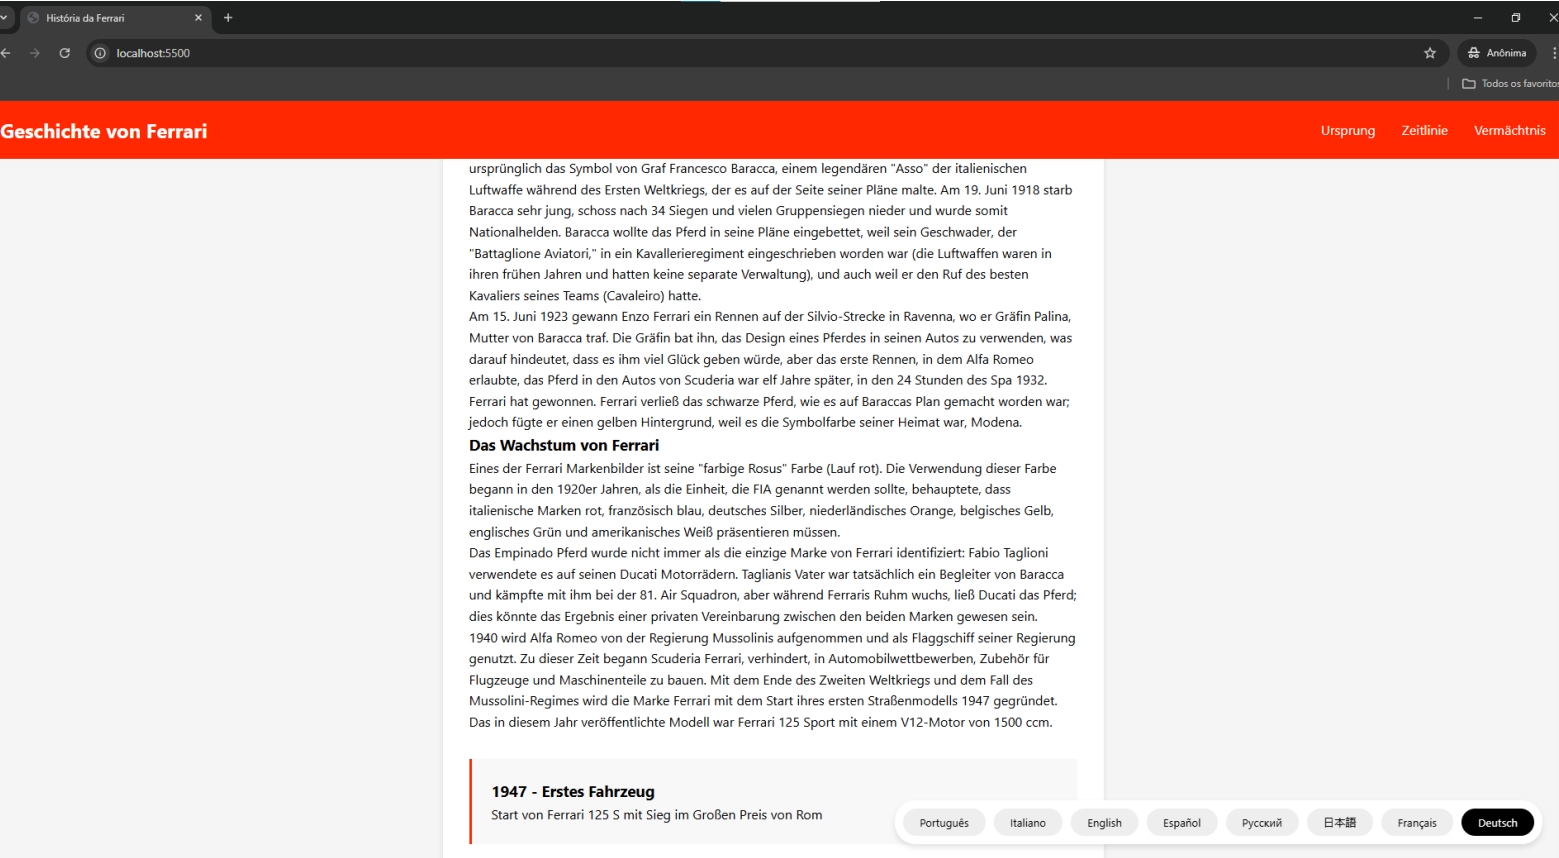 História da Ferrari
localhost:5500
Anônima
Todos os favoritos
Geschichte von Ferrari
Ursprung
Zeitlinie
Vermächtnis
ursprünglich das Symbol von Graf Francesco Baracca, einem legendären "Asso" der italienischen
Luftwaffe während des Ersten Weltkriegs, der es auf der Seite seiner Pläne malte. Am 19. Juni 1918 starb
Baracca sehr jung, schoss nach 34 Siegen und vielen Gruppensiegen nieder und wurde somit
Nationalhelden. Baracca wollte das Pferd in seine Pläne eingebettet, weil sein Geschwader, der
"Battaglione Aviatori," in ein Kavallerieregiment eingeschrieben worden war (die Luftwaffen waren in
ihren frühen Jahren und hatten keine separate Verwaltung), und auch weil er den Ruf des besten
Kavaliers seines Teams (Cavaleiro) hatte.
Am 15. Juni 1923 gewann Enzo Ferrari ein Rennen auf der Silvio-Strecke in Ravenna, wo er Gräfin Palina,
Mutter von Baracca traf. Die Gräfin bat ihn, das Design eines Pferdes in seinen Autos zu verwenden, was
darauf hindeutet, dass es ihm viel Glück geben würde, aber das erste Rennen, in dem Alfa Romeo
erlaubte, das Pferd in den Autos von Scuderia war elf Jahre später, in den 24 Stunden des Spa 1932.
Ferrari hat gewonnen. Ferrari verließ das schwarze Pferd, wie es auf Baraccas Plan gemacht worden war;
jedoch fügte er einen gelben Hintergrund, weil es die Symbolfarbe seiner Heimat war, Modena.
Das Wachstum von Ferrari
Eines der Ferrari Markenbilder ist seine "farbige Rosus" Farbe (Lauf rot). Die Verwendung dieser Farbe
begann in den 1920er Jahren, als die Einheit, die FIA genannt werden sollte, behauptete, dass
italienische Marken rot, französisch blau, deutsches Silber, niederländisches Orange, belgisches Gelb,
englisches Grün und amerikanisches Weiß präsentieren müssen.
Das Empinado Pferd wurde nicht immer als die einzige Marke von Ferrari identifiziert: Fabio Taglioni
verwendete es auf seinen Ducati Motorrädern. Taglianis Vater war tatsächlich ein Begleiter von Baracca
und kämpfte mit ihm bei der 81. Air Squadron, aber während Ferraris Ruhm wuchs, ließ Ducati das Pferd;
dies könnte das Ergebnis einer privaten Vereinbarung zwischen den beiden Marken gewesen sein.
1940 wird Alfa Romeo von der Regierung Mussolinis aufgenommen und als Flaggschiff seiner Regierung
genutzt. Zu dieser Zeit begann Scuderia Ferrari, verhindert, in Automobilwettbewerben, Zubehör für
Flugzeuge und Maschinenteile zu bauen. Mit dem Ende des Zweiten Weltkriegs und dem Fall des
Mussolini-Regimes wird die Marke Ferrari mit dem Start ihres ersten Straßenmodells 1947 gegründet.
Das in diesem Jahr veröffentlichte Modell war Ferrari 125 Sport mit einem V12-Motor von 1500 ccm.
1947 - Erstes Fahrzeug
Start von Ferrari 125 S mit Sieg im Großen Preis von Rom
Português
Italiano
English
Español
Русский
日本語
Français
Deutsch